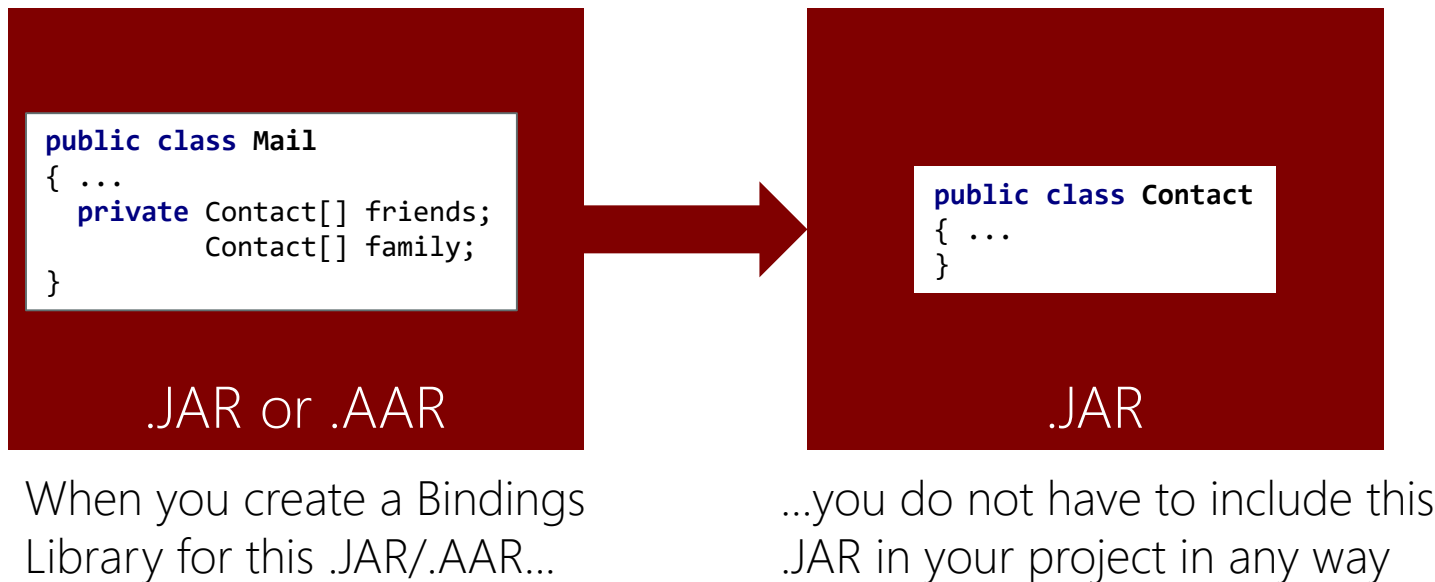 public class Mail
{ ...
private Contact[] friends;
Contact[] family;
}
.JAR or .AAR
When you create a Bindings
Library for this .JAR/.AAR...
public class Contact
{ ...
}
.JAR
...you do not have to include this
.JAR in your project in any way